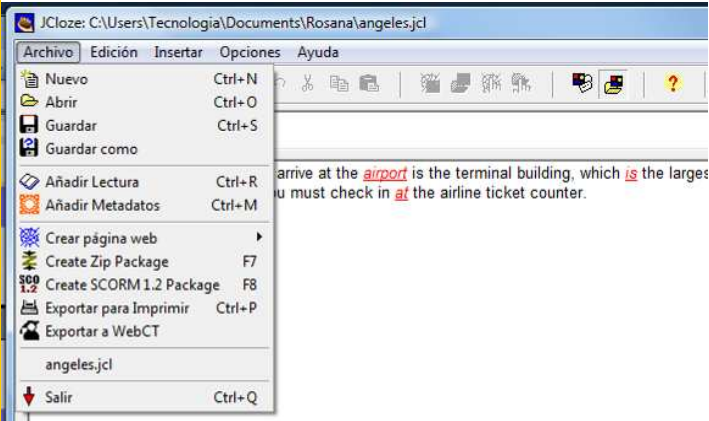 JCloze: C:\Users\Tecnologia\Documents\Rosana\angeles.jcl
Archivo Edición Insertar Opciones Ayuda
Nuevo Ctrl+N
Abrir Ctrl+O
Guardar Ctrl+S
Guardar como
arrive at the airport is the terminal building, which is the larges
u must check in at the airline ticket counter.
Añadir Lectura Ctrl+R
Añadir Metadatos Ctrl+M
Crear página web
Create Zip Package F7
SCO 1.2 Create SCORM 1.2 Package F8
Exportar para Imprimir Ctrl+P
Exportar a WebCT
angeles.jcl
Salir Ctrl+Q